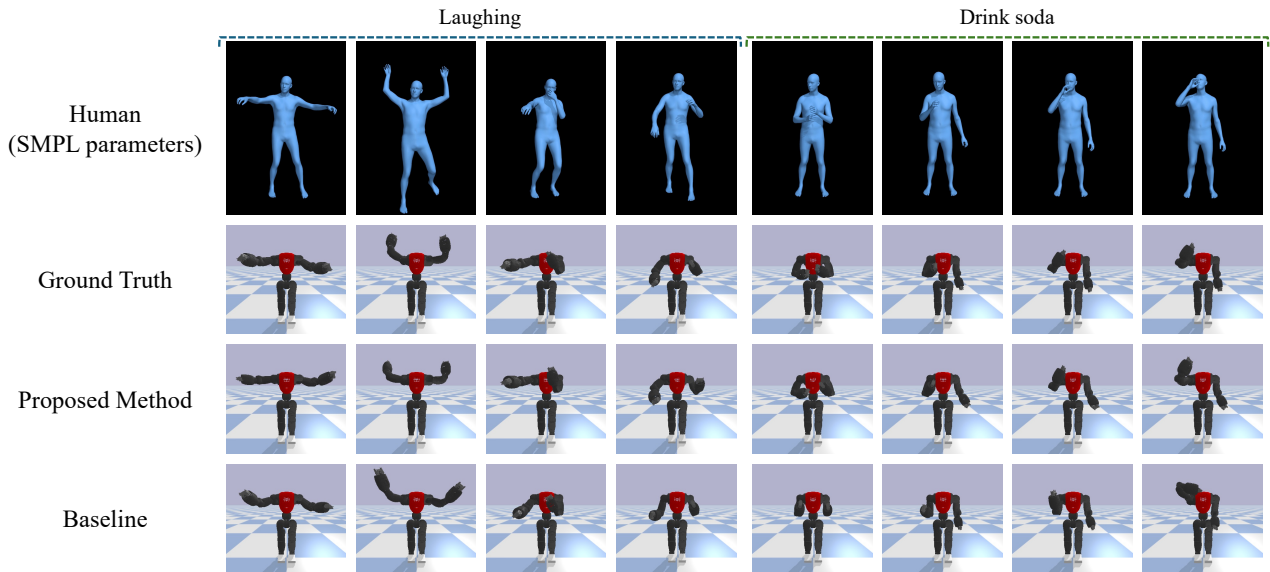 Laughing
Drink soda
Human
(SMPL parameters)
Ground Truth
Proposed Method
Baseline